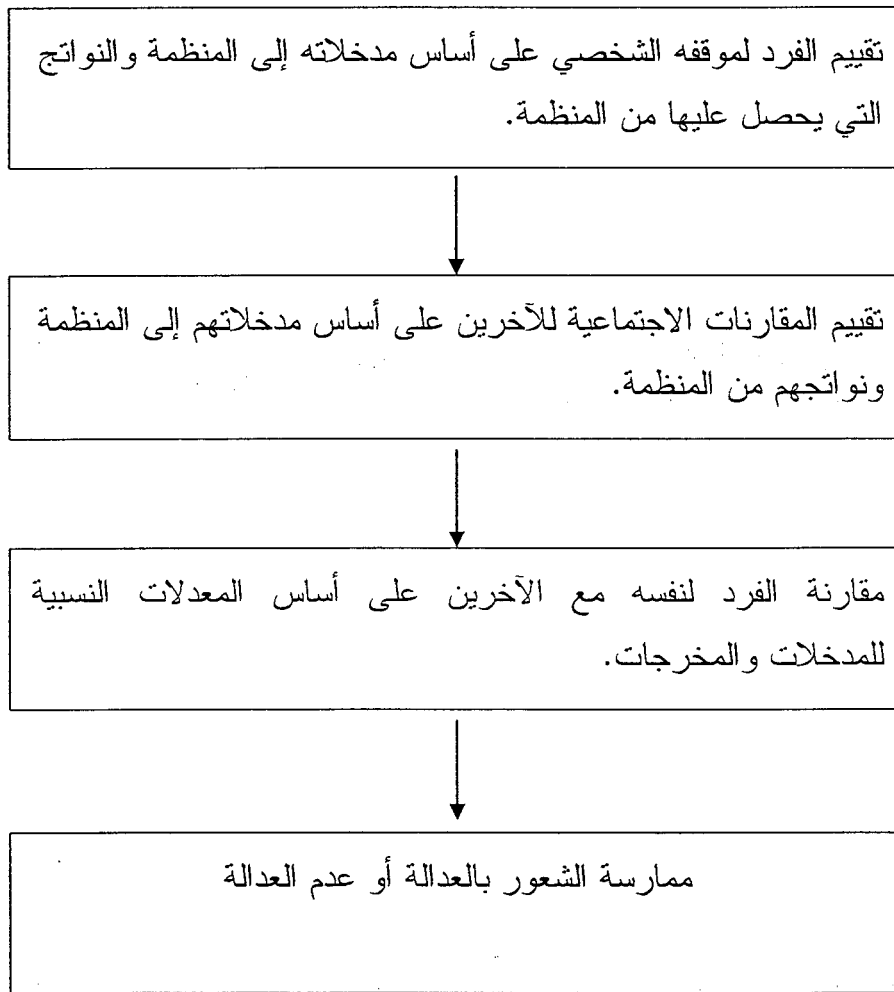 تقييم الفرد لموقفه الشخصي على أساس مدخلاته إلى المنظمة والنواتج
التي يحصل عليها من المنظمة.
تقييم المقارنات الاجتماعية للآخرين على أساس مدخلاتهم إلى المنظمة
ونواتجهم من المنظمة.
مقارنة الفرد لنفسه مع الآخرين على أساس المعدلات النسبية
للمدخلات والمخرجات.
ممارسة الشعور بالعدالة أو عدم العدالة